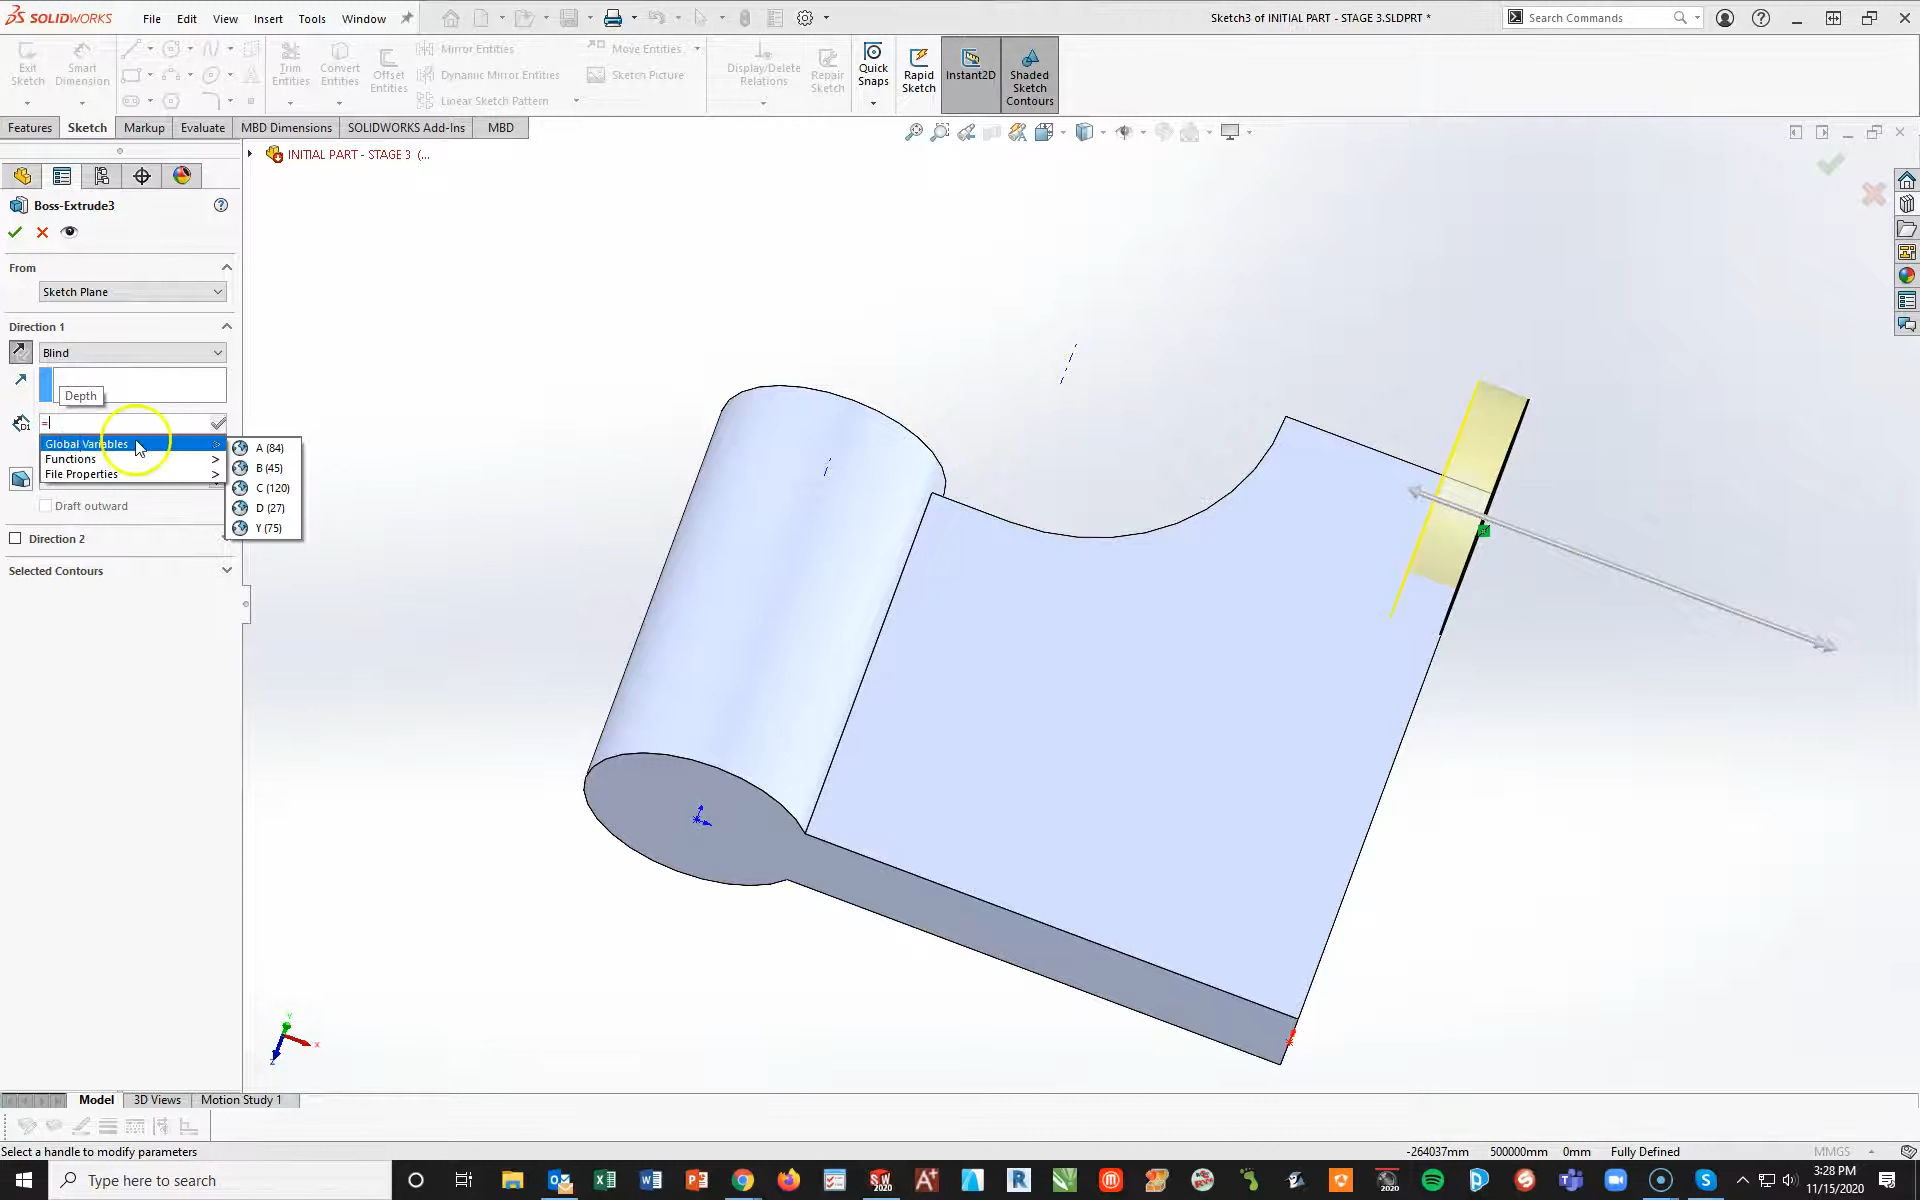 SOLIDWORKS
File Edit View Insert Tools Window
Sketch3 of INITIAL PART - STAGE 3.SLDPRT *
Search Commands
Exit Sketch
Smart Dimension
Trim Entities
Convert Entities
Offset Entities
Mirror Entities
Dynamic Mirror Entities
Linear Sketch Pattern
Move Entities
Sketch Picture
Display/Delete Relations
Repair Sketch
Quick Snaps
Rapid Sketch
Instant2D
Shaded Sketch Contours
Features Sketch Markup Evaluate MBD Dimensions SOLIDWORKS Add-Ins MBD
INITIAL PART - STAGE 3 (...
Boss-Extrude3
From
Sketch Plane
Direction 1
Blind
Depth
D1
=
Global Variables
Functions
File Properties
A (84)
B (45)
C (120)
D (27)
Y (75)
Draft outward
Direction 2
Selected Contours
Y
X
Z
Model 3D Views Motion Study 1
Select a handle to modify parameters
-264037mm 500000mm 0mm Fully Defined MMGS
Type here to search
SW 2020
2020
3:28 PM
11/15/2020